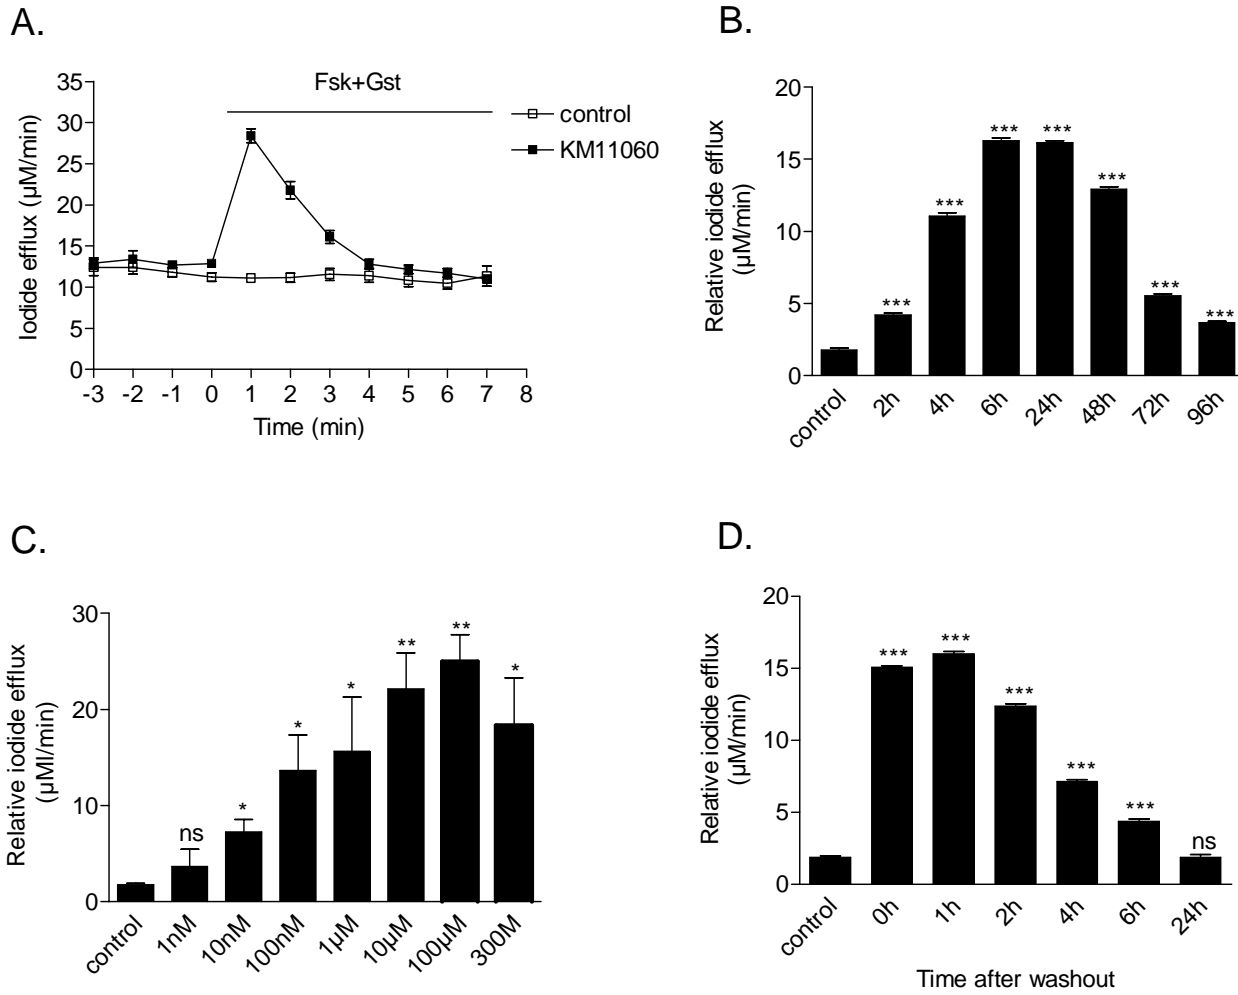 A.
Fsk+Gst
control
KM11060
Iodide efflux (µM/min)
35
30
25
20
15
10
5
0
-3 -2 -1 0 1 2 3 4 5 6 7 8
Time (min)
B.
Relative iodide efflux
(µM/min)
20
15
10
5
0
*** *** *** *** *** *** ***
control 2h 4h 6h 24h 48h 72h 96h
C.
Relative iodide efflux
(µMl/min)
30
20
10
0
ns * * * ** ** *
control 1nM 10nM 100nM 1µM 10µM 100µM 300M
D.
Relative iodide efflux
(µM/min)
20
15
10
5
0
*** *** *** *** *** ns
control 0h 1h 2h 4h 6h 24h
Time after washout